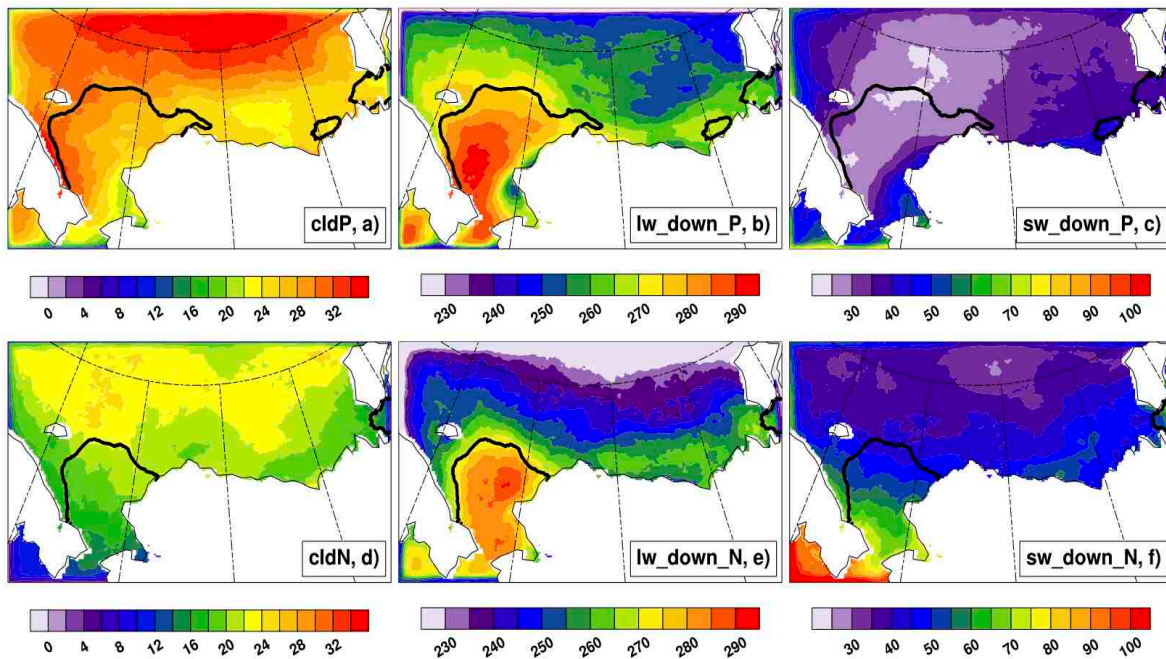 cldP, a)
lw_down_P, b)
sw_down_P, c)
0 4 8 12 16 20 24 28 32
230 240 250 260 270 280 290
30 40 50 60 70 80 90 100
cldN, d)
lw_down_N, e)
sw_down_N, f)
0 4 8 12 16 20 24 28 32
230 240 250 260 270 280 290
30 40 50 60 70 80 90 100